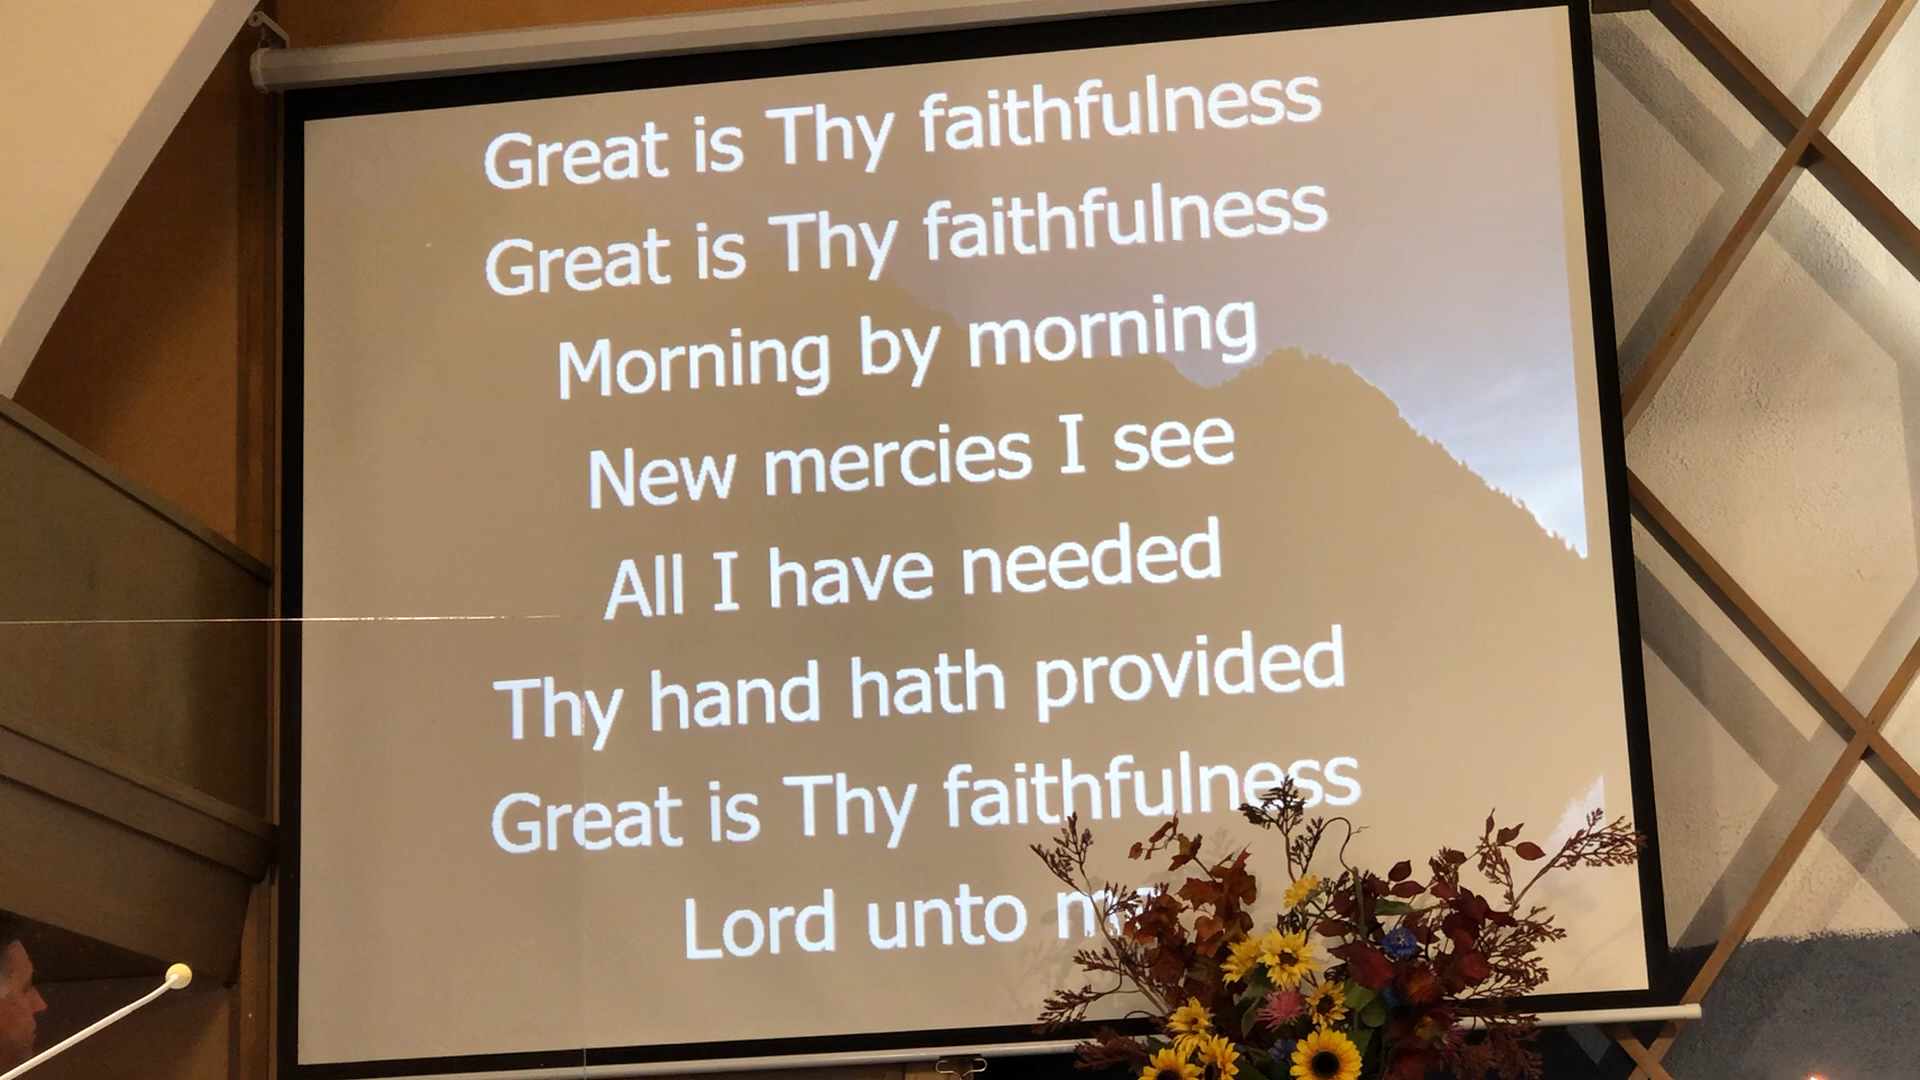 Great is Thy faithfulness
Great is Thy faithfulness
Morning by morning
New mercies I see
All I have needed
Thy hand hath provided
Great is Thy faithfulness
Lord unto me